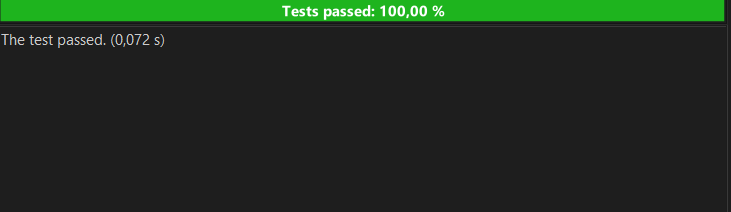 Tests passed: 100,00 %
The test passed. (0,072 s)